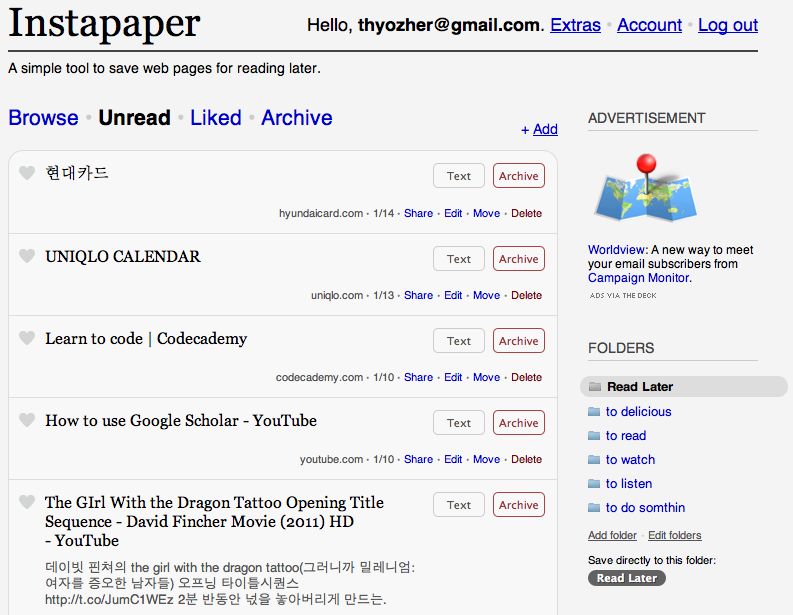 Instapaper
Hello, thyozher@gmail.com. Extras • Account • Log out
A simple tool to save web pages for reading later.
Browse • Unread • Liked • Archive
+ Add
현대카드
Text
Archive
hyundaicard.com · 1/14 · Share · Edit · Move · Delete
UNIQLO CALENDAR
Text
Archive
uniqlo.com · 1/13 · Share · Edit · Move · Delete
Learn to code | Codecademy
Text
Archive
codecademy.com · 1/10 · Share · Edit · Move · Delete
How to use Google Scholar - YouTube
Text
Archive
youtube.com · 1/10 · Share · Edit · Move · Delete
The GIrl With the Dragon Tattoo Opening Title
Sequence - David Fincher Movie (2011) HD
- YouTube
Text
Archive
데이빗 핀쳐의 the girl with the dragon tattoo(그러니까 밀레니엄:
여자를 증오한 남자들) 오프닝 타이틀시퀀스
http://t.co/JumC1WEz 2분 반동안 넋을 놓아버리게 만드는.
ADVERTISEMENT
Worldview: A new way to meet
your email subscribers from
Campaign Monitor.
ADS VIA THE DECK
FOLDERS
Read Later
to delicious
to read
to watch
to listen
to do somthin
Add folder · Edit folders
Save directly to this folder:
Read Later